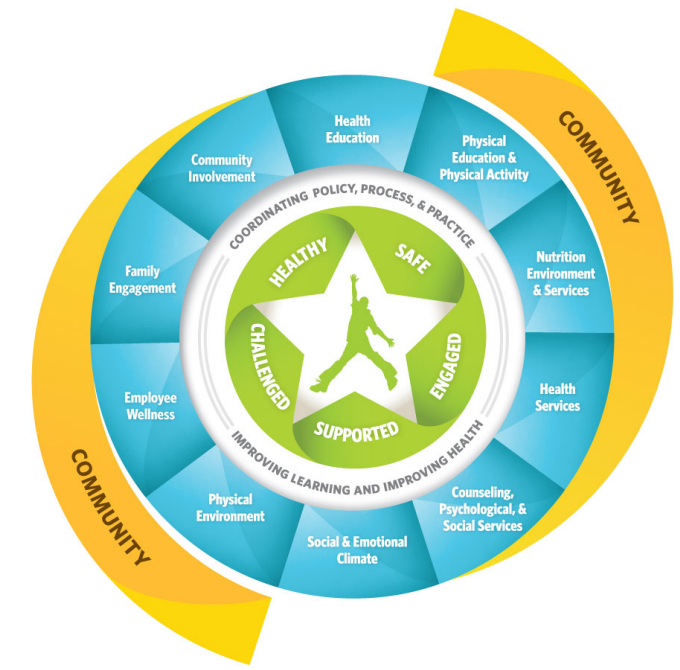 COMMUNITY
Health
Education
Physical
Education &
Physical Activity
Nutrition
Environment
& Services
Health
Services
Counseling,
Psychological, &
Social Services
Social & Emotional
Climate
Physical
Environment
Employee
Wellness
Family
Engagement
Community
Involvement
COORDINATING POLICY, PROCESS, & PRACTICE
IMPROVING LEARNING AND IMPROVING HEALTH
HEALTHY
SAFE
ENGAGED
SUPPORTED
CHALLENGED
COMMUNITY